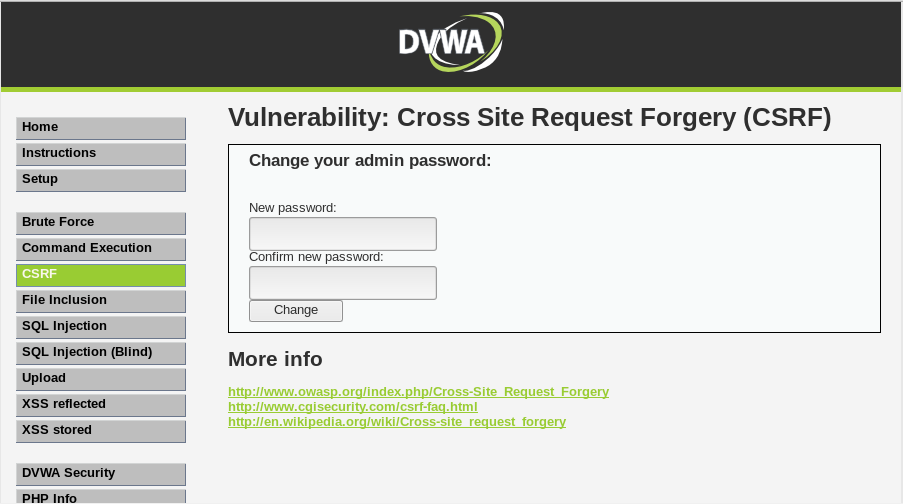 DVWA
Home
Instructions
Setup
Brute Force
Command Execution
CSRF
File Inclusion
SQL Injection
SQL Injection (Blind)
Upload
XSS reflected
XSS stored
DVWA Security
PHP Info
Vulnerability: Cross Site Request Forgery (CSRF)
Change your admin password:
New password:
Confirm new password:
Change
More info
http://www.owasp.org/index.php/Cross-Site_Request_Forgery
http://www.cgisecurity.com/csrf-faq.html
http://en.wikipedia.org/wiki/Cross-site_request_forgery